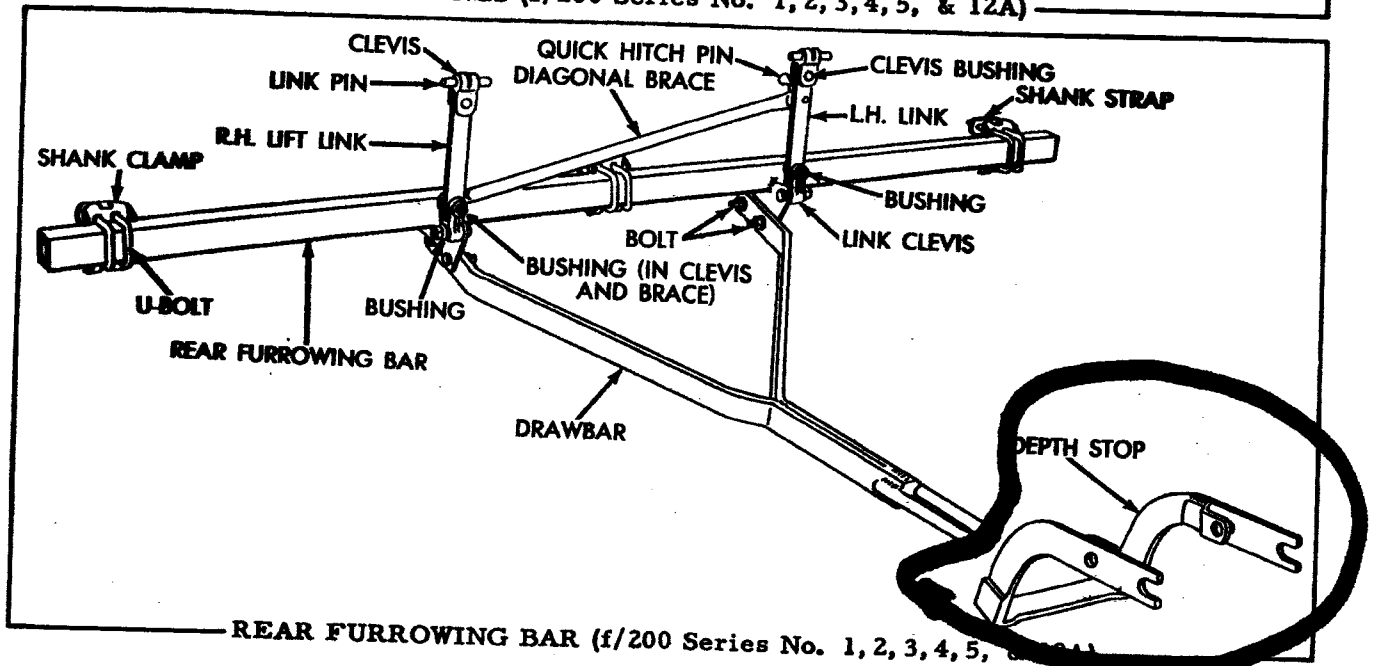 (f/200 Series No. 1,2,3,4,5, & 12A)
CLEVIS
QUICK HITCH PIN
CLEVIS BUSHING
LINK PIN
DIAGONAL BRACE
SHANK STRAP
L.H. LINK
R.H. LIFT LINK
SHANK CLAMP
BUSHING
BOLT
LINK CLEVIS
BUSHING (IN CLEVIS
AND BRACE)
U-BOLT
BUSHING
REAR FURROWING BAR
DRAWBAR
DEPTH STOP
REAR FURROWING BAR (f/200 Series No. 1,2,3,4,5,